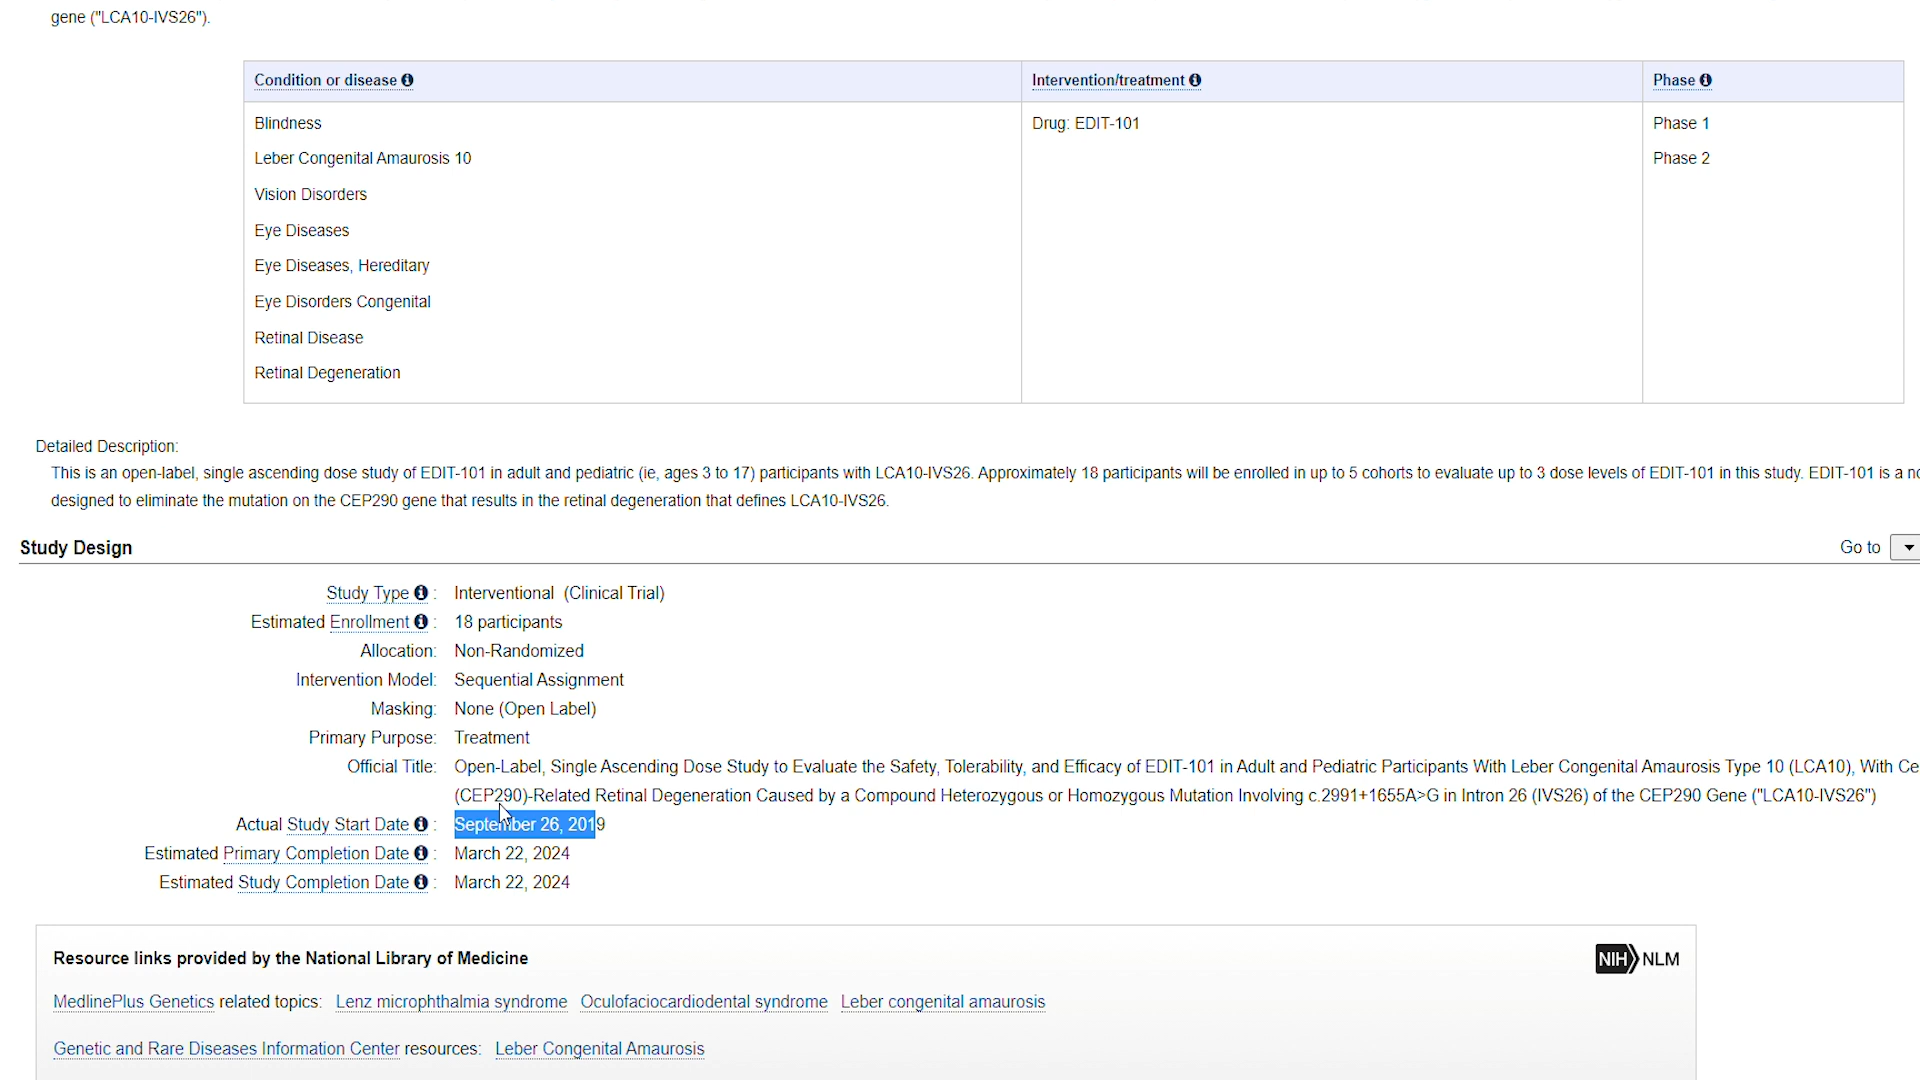 gene ("LCA10-IVS26").
Condition or disease Intervention/treatment Phase
Blindness Drug: EDIT-101 Phase 1
Leber Congenital Amaurosis 10 Phase 2
Vision Disorders
Eye Diseases
Eye Diseases, Hereditary
Eye Disorders Congenital
Retinal Disease
Retinal Degeneration
Detailed Description:
This is an open-label, single ascending dose study of EDIT-101 in adult and pediatric (ie, ages 3 to 17) participants with LCA10-IVS26. Approximately 18 participants will be enrolled in up to 5 cohorts to evaluate up to 3 dose levels of EDIT-101 in this study. EDIT-101 is a
designed to eliminate the mutation on the CEP290 gene that results in the retinal degeneration that defines LCA10-IVS26.
Study Design Go to
Study Type : Interventional (Clinical Trial)
Estimated Enrollment : 18 participants
Allocation: Non-Randomized
Intervention Model: Sequential Assignment
Masking: None (Open Label)
Primary Purpose: Treatment
Official Title: Open-Label, Single Ascending Dose Study to Evaluate the Safety, Tolerability, and Efficacy of EDIT-101 in Adult and Pediatric Participants With Leber Congenital Amaurosis Type 10 (LCA10), With
(CEP290)-Related Retinal Degeneration Caused by a Compound Heterozygous or Homozygous Mutation Involving c.2991+1655A>G in Intron 26 (IVS26) of the CEP290 Gene ("LCA10-IVS26")
Actual Study Start Date : September 26, 2019
Estimated Primary Completion Date : March 22, 2024
Estimated Study Completion Date : March 22, 2024
Resource links provided by the National Library of Medicine NIH NLM
MedlinePlus Genetics related topics: Lenz microphthalmia syndrome Oculofaciocardiodental syndrome Leber congenital amaurosis
Genetic and Rare Diseases Information Center resources: Leber Congenital Amaurosis